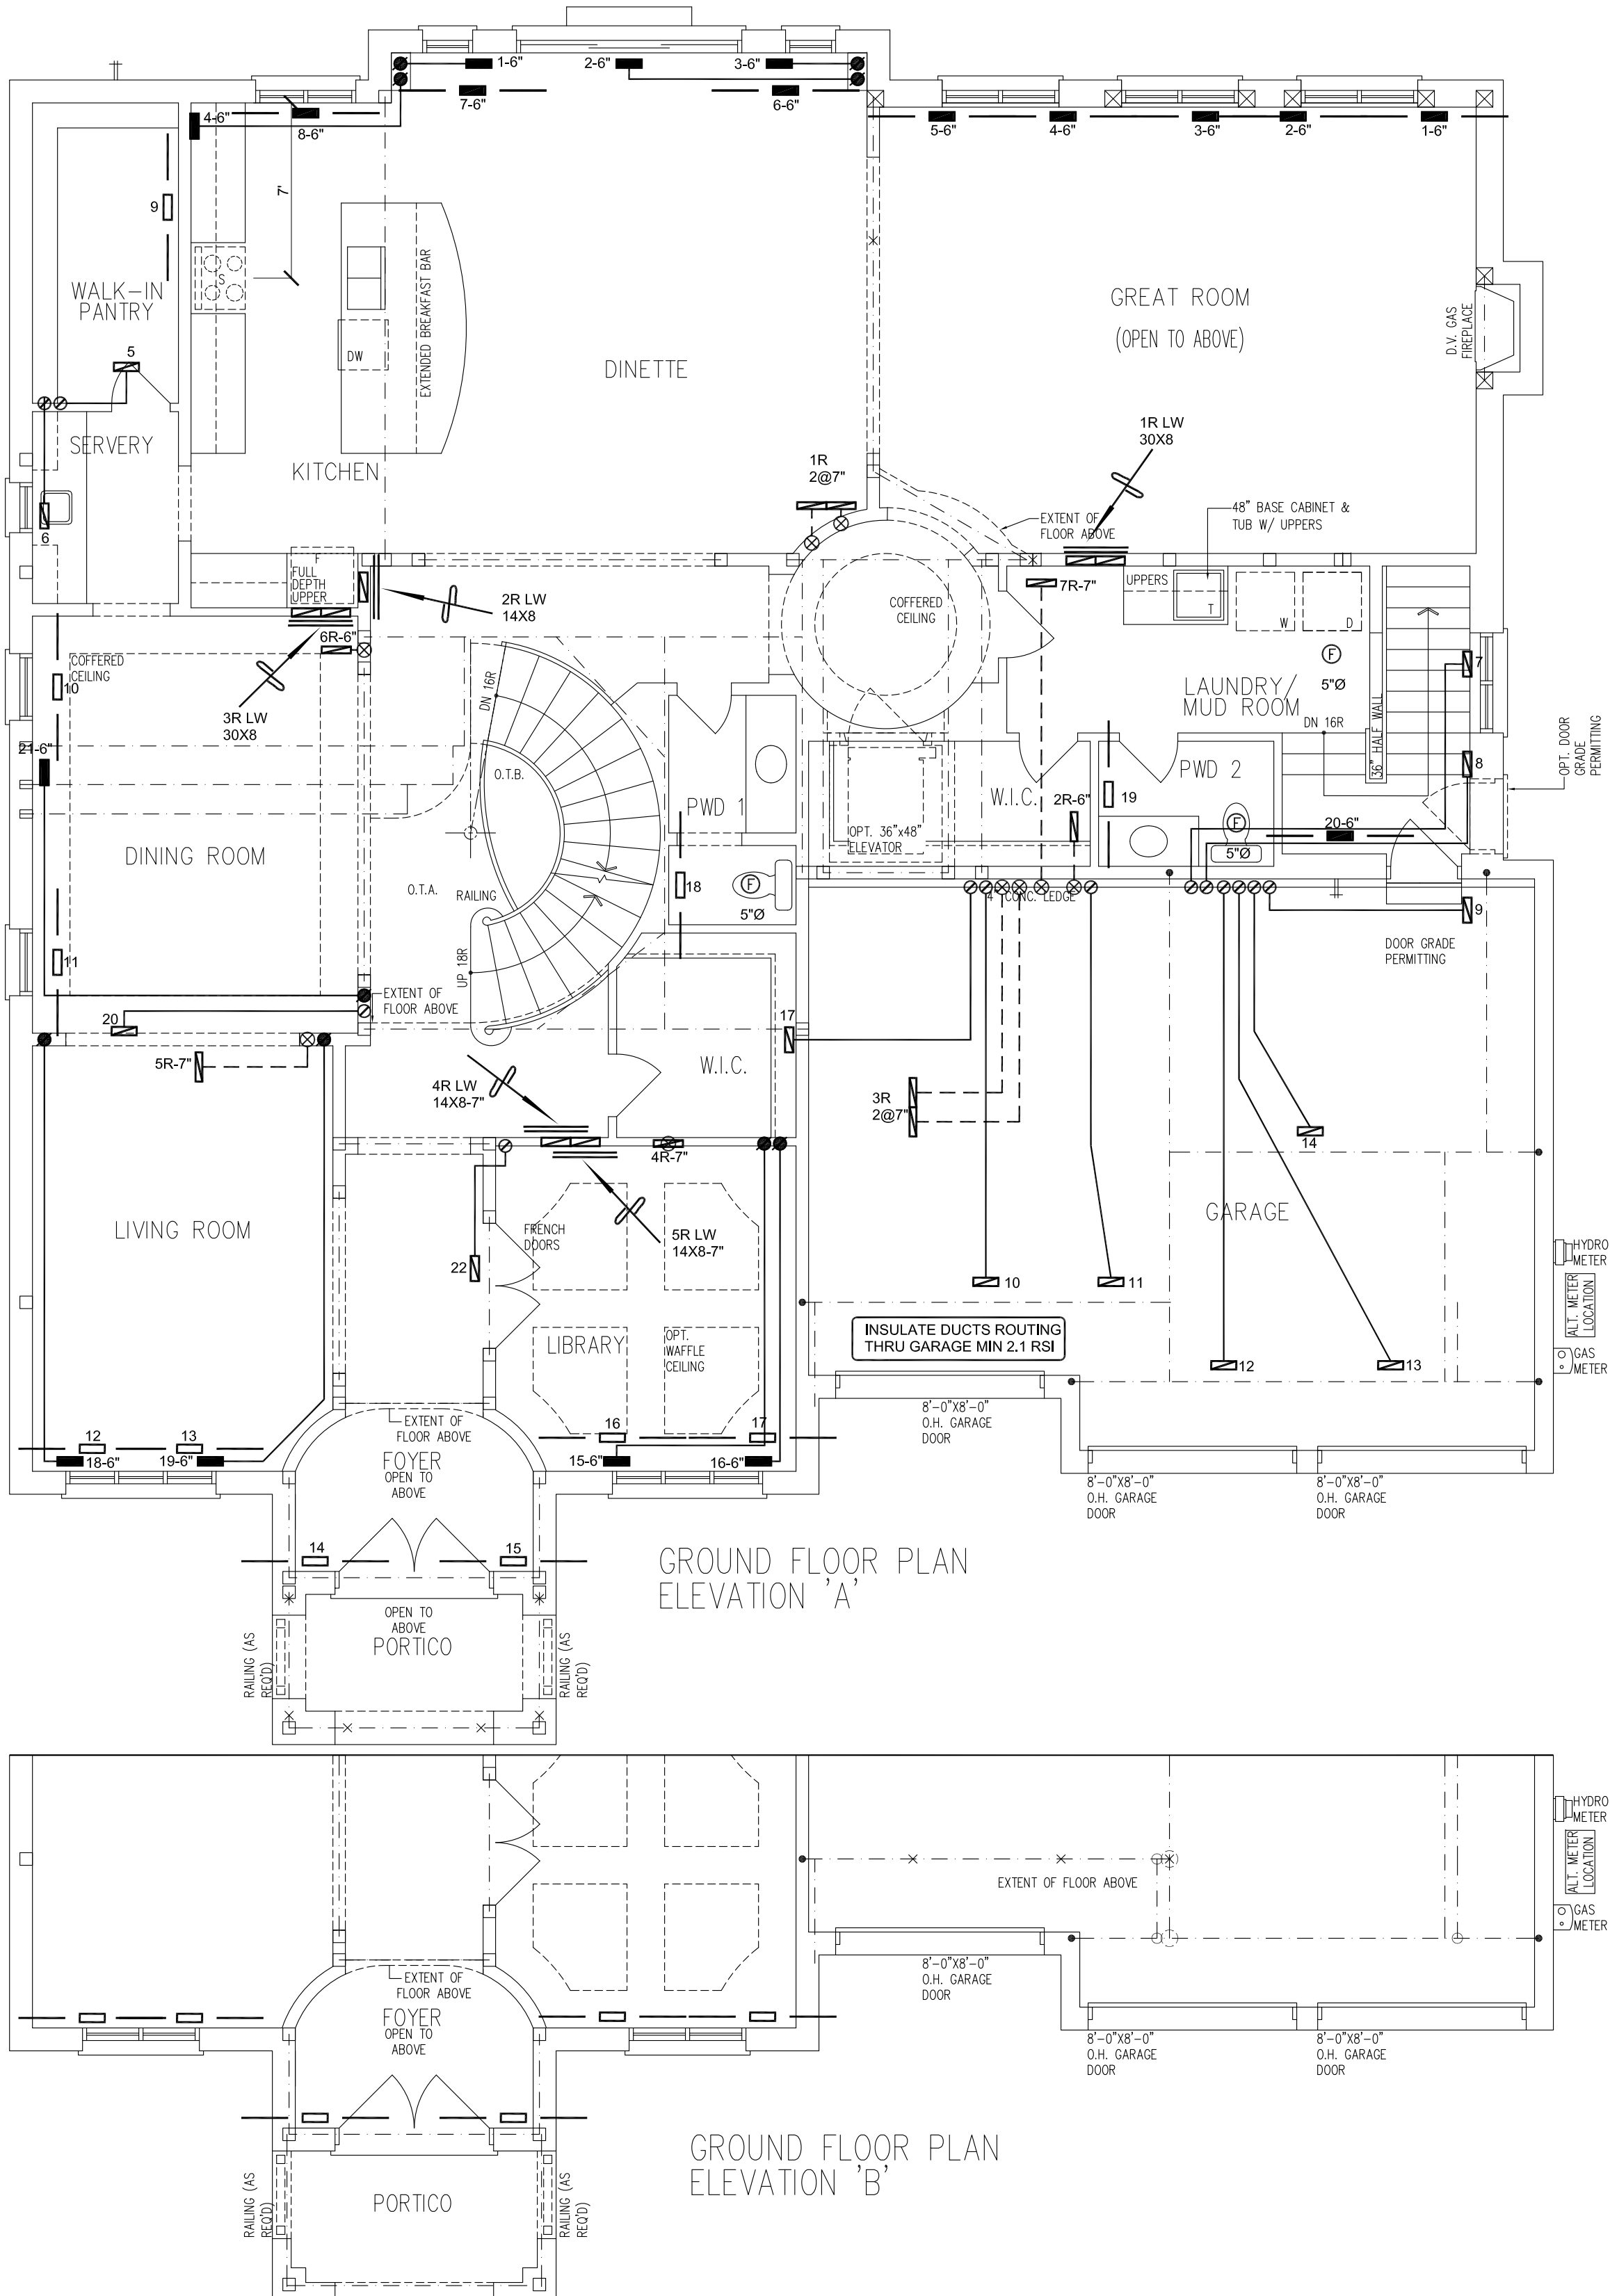 1-6"
2-6"
3-6"
7-6"
6-6"
4-6"
8-6"
5-6"
4-6"
3-6"
2-6"
1-6"
7'
9
WALK-IN
PANTRY
S
5
DW
EXTENDED BREAKFAST BAR
DINETTE
GREAT ROOM
(OPEN TO ABOVE)
D.V. GAS
FIREPLACE
SERVERY
KITCHEN
6
1R
2@7"
1R LW
30X8
EXTENT OF
FLOOR ABOVE
48" BASE CABINET &
TUB W/ UPPERS
F
FULL
DEPTH
UPPER
2R LW
14X8
COFFERED
CEILING
7R-7"
UPPERS
T
W
D
F
5"Ø
7
6R-6"
COFFERED
CEILING
10
3R LW
30X8
DN 16R
LAUNDRY/
MUD ROOM
DN 16R
36" HALF WALL
OPT. DOOR
GRADE
PERMITTING
21-6"
O.T.B.
PWD 1
W.I.C.
PWD 2
8
19
2R-6"
20-6"
OPT. 36"x48"
ELEVATOR
F
5"Ø
DINING ROOM
O.T.A.
RAILING
18
F
5"Ø
4" CONC. LEDGE
9
DOOR GRADE
PERMITTING
11
UP 18R
EXTENT OF
FLOOR ABOVE
20
17
5R-7"
W.I.C.
4R LW
14X8-7"
3R
2@7"
14
4R-7"
LIVING ROOM
FRENCH
DOORS
5R LW
14X8-7"
GARAGE
22
10
11
HYDRO
METER
ALT. METER
LOCATION
GAS
METER
INSULATE DUCTS ROUTING
THRU GARAGE MIN 2.1 RSI
LIBRARY
OPT.
WAFFLE
CEILING
12
13
8'-0"X8'-0"
O.H. GARAGE
DOOR
12
13
18-6"
19-6"
EXTENT OF
FLOOR ABOVE
FOYER
OPEN TO
ABOVE
16
17
15-6"
16-6"
8'-0"X8'-0"
O.H. GARAGE
DOOR
8'-0"X8'-0"
O.H. GARAGE
DOOR
14
15
GROUND FLOOR PLAN
ELEVATION 'A'
OPEN TO
ABOVE
PORTICO
RAILING (AS
REQ'D)
RAILING (AS
REQ'D)
HYDRO
METER
ALT. METER
LOCATION
GAS
METER
EXTENT OF FLOOR ABOVE
8'-0"X8'-0"
O.H. GARAGE
DOOR
EXTENT OF
FLOOR ABOVE
FOYER
OPEN TO
ABOVE
8'-0"X8'-0"
O.H. GARAGE
DOOR
8'-0"X8'-0"
O.H. GARAGE
DOOR
GROUND FLOOR PLAN
ELEVATION 'B'
PORTICO
RAILING (AS
REQ'D)
RAILING (AS
REQ'D)